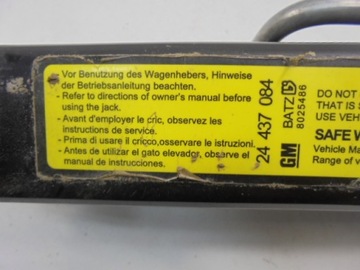 - Vor Benutzung des Wagenhebers, Hinweise
der Betriebsanleitung beachten.
- Refer to directions of owner's manual before
using the jack.
- Avant d'employer le cric, observez les
instructions de service.
- Prima di usare il cricco,osservare le istruzioni.
- Antes de utilizar el gato elevador, observe el
manual de instrucciones.
24 437 084
GM
BATZ
8025486
DO NOT
THAT IS
USE VEH
SAFE W
Vehicle Ma
Range of v